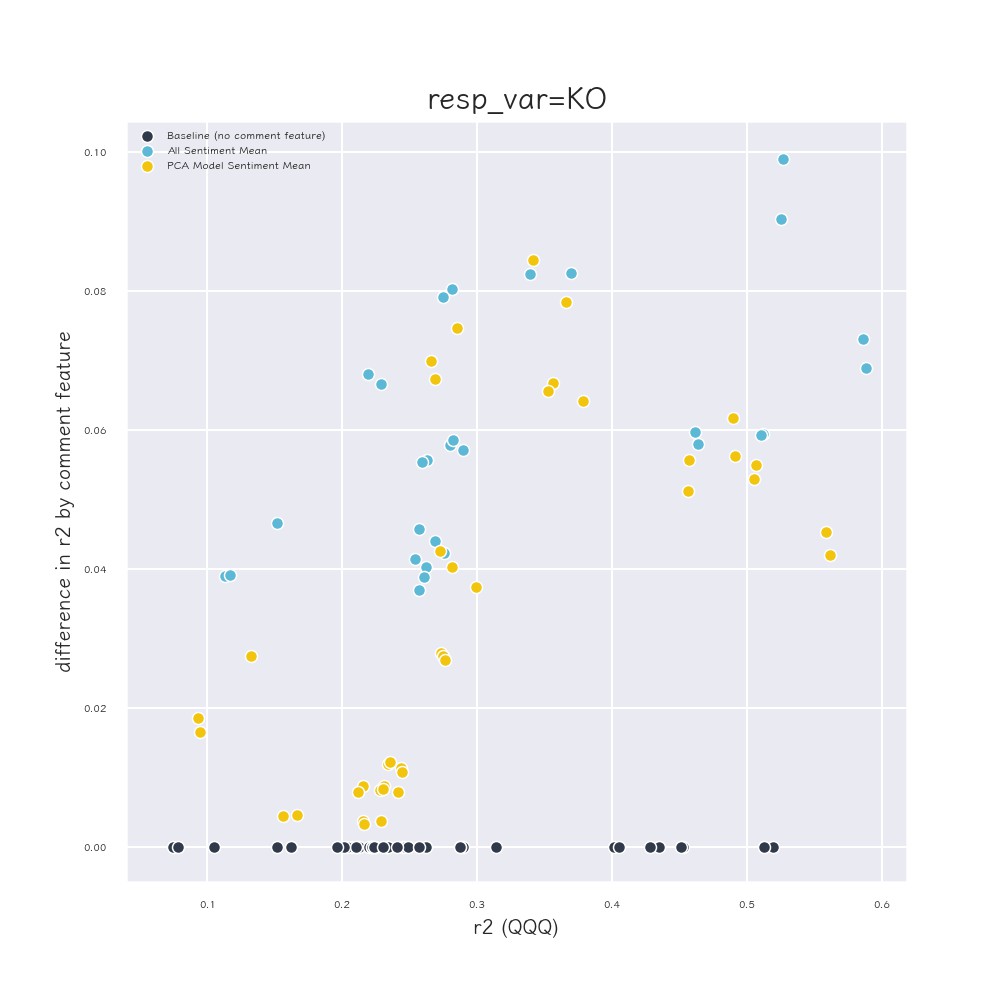 resp_var=KO
Baseline (no comment feature)
All Sentiment Mean
PCA Model Sentiment Mean
0.10
0.08
0.06
0.04
0.02
0.00
difference in r2 by comment feature
0.1 0.2 0.3 0.4 0.5 0.6
r2 (QQQ)